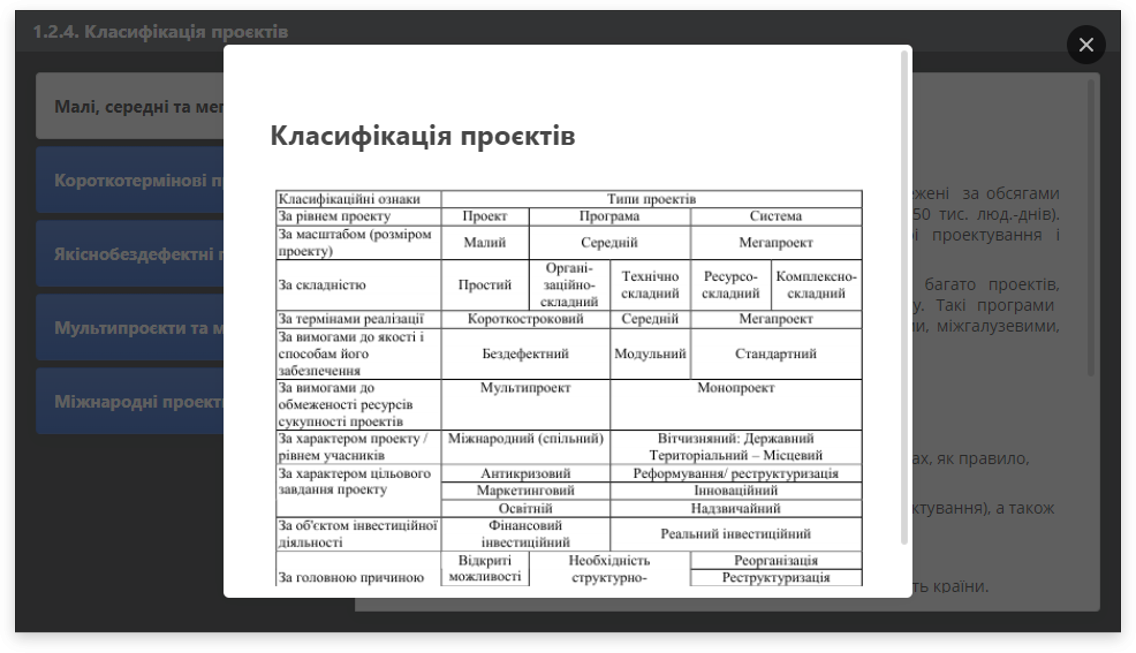 1.2.4. Класифікація проєктів
Малі, середні та
Короткотермінові
Якіснобездефектні
Мультипроєкти та
Міжнародні
за обсягами
50 тис. люд.-днів).
проектування і
багато проектів,
Такі програми
міжгалузевими,
як правило,
а також
країни.
Класифікація проєктів
Класифікаційні ознаки Типи проектів
За рівнем проекту Проект Програма Система
За масштабом (розміром
проекту) Малий Середній Мегапроект
За складністю Простий Органі-
заційно-
складний Технічно
складний Ресурсо-
складний Комплексно-
складний
За термінами реалізації Короткостроковий Середній Мегапроект
За вимогами до якості і
способам його
забезпечення Бездефектний Модульний Стандартний
За вимогами до
обмеженості ресурсів
сукупності проектів Мультипроект Монопроект
За характером проекту /
рівнем учасників Міжнародний (спільний) Вітчизняний: Державний
Територіальний – Місцевий
За характером цільового
завдання проекту Антикризовий Реформування/ реструктуризація
Маркетинговий Інноваційний
Освітній Надзвичайний
За об'єктом інвестиційної
діяльності Фінансовий
інвестиційний Реальний інвестиційний
За головною причиною Відкриті
можливості Необхідність
структурно- Реорганізація
Реструктуризація